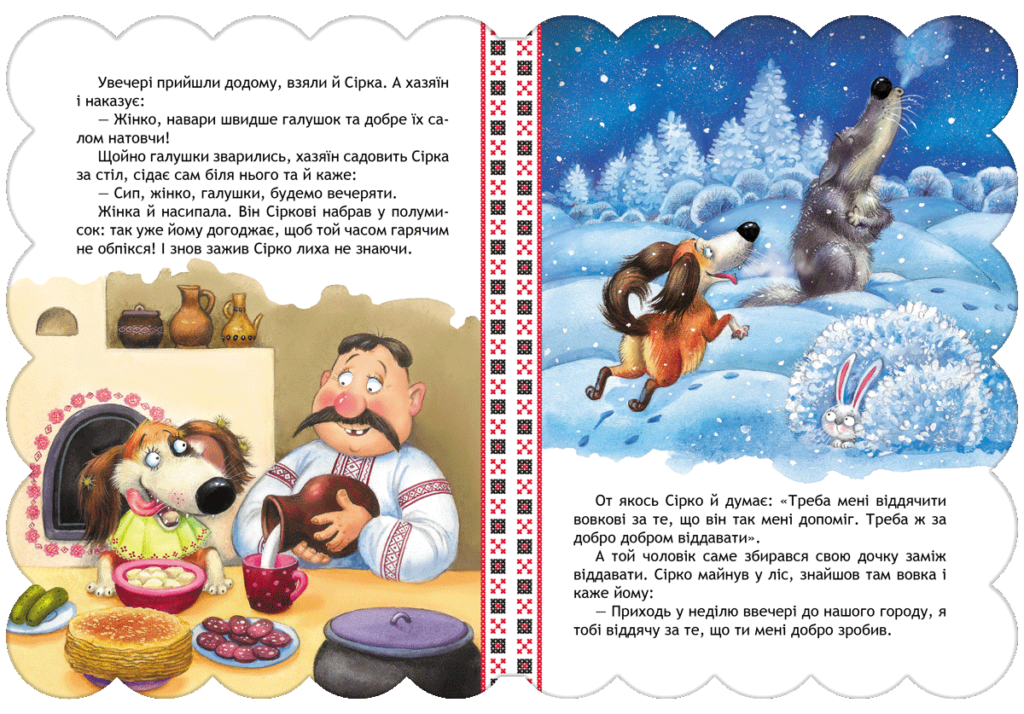 Увечері прийшли додому, взяли й Сірка. А хазяїн
і наказує:
— Жінко, навари швидше галушок та добре їх са-
лом натовчи!
Щойно галушки зварились, хазяїн садовить Сірка
за стіл, сідає сам біля нього та й каже:
— Сип, жінко, галушки, будемо вечеряти.
Жінка й насипала. Він Сіркові набрав у полуми-
сок: так уже йому догоджає, щоб той часом гарячим
не обпікся! І знов зажив Сірко лиха не знаючи.
От якось Сірко й думає: «Треба мені віддячити
вовкові за те, що він так мені допоміг. Треба ж за
добро добром віддавати».
А той чоловік саме збирався свою дочку заміж
віддавати. Сірко майнув у ліс, знайшов там вовка і
каже йому:
— Приходь у неділю ввечері до нашого городу, я
тобі віддячу за те, що ти мені добро зробив.